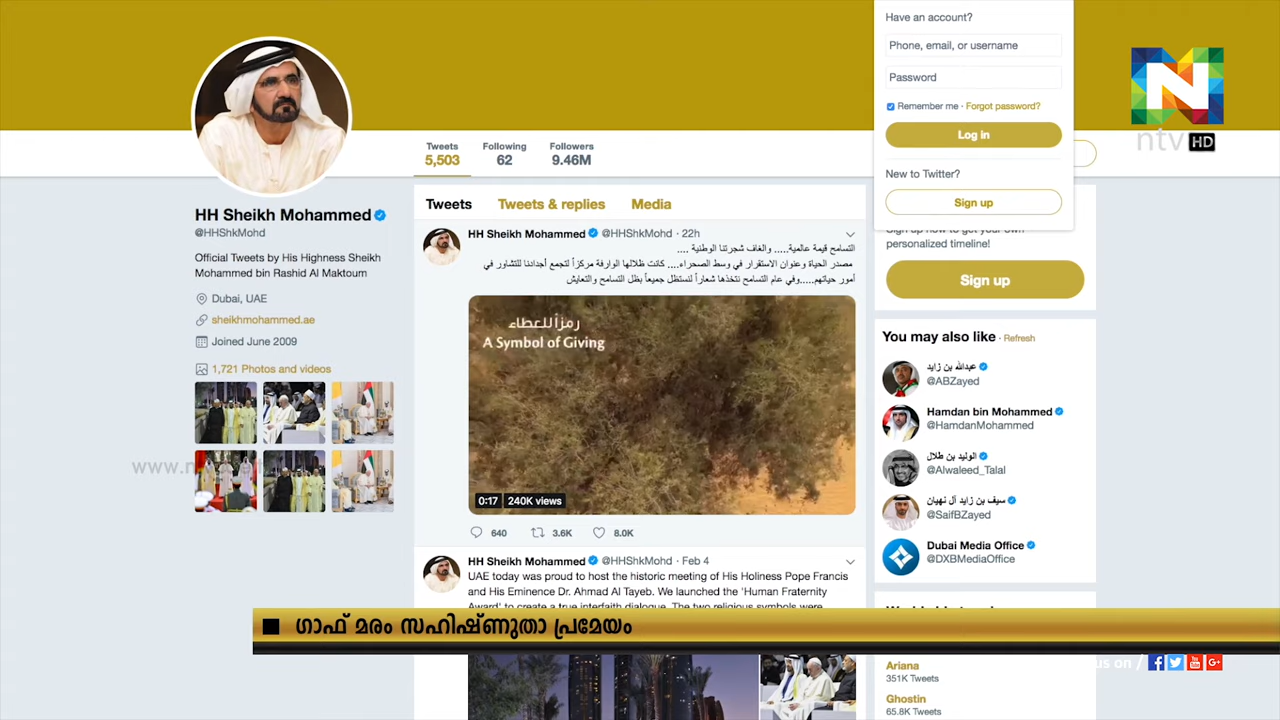 Have an account?
Phone, email, or username
Password
Remember me · Forgot password?
Log in
New to Twitter?
Sign up
N
ntv HD
Tweets Following Followers
5,503 62 9.46M
HH Sheikh Mohammed
@HHShkMohd
Official Tweets by His Highness Sheikh
Mohammed bin Rashid Al Maktoum
Dubai, UAE
sheikhmohammed.ae
Joined June 2009
1,721 Photos and videos
www.n
Tweets Tweets & replies Media
HH Sheikh Mohammed @HHShkMohd · 22h
التسامح قيمة عالمية..... والغاف شجرتنا الوطنية ....
مصدر الحياة وعنوان الاستقرار في وسط الصحراء.... كانت ظلالها الوارفة مركزاً لتجمع أجدادنا للتشاور في
أمور حياتهم.....وفي عام التسامح نتخذها شعاراً لنستظل جميعاً بظل التسامح والتعايش
رمزاً للعطاء
A Symbol of Giving
0:17 240K views
640 3.6K 8.0K
HH Sheikh Mohammed @HHShkMohd · Feb 4
UAE today was proud to host the historic meeting of His Holiness Pope Francis
and His Eminence Dr. Ahmad Al Tayeb. We launched the 'Human Fraternity
Award' to create a true interfaith dialogue. The two religious symbols were
Sign up now to get your own
personalized timeline!
Sign up
You may also like · Refresh
عبدالله بن زايد
@ABZayed
Hamdan bin Mohammed
@HamdanMohammed
الوليد بن طلال
@Alwaleed_Talal
سيف بن زايد آل نهيان
@SaifBZayed
Dubai Media Office
@DXBMediaOffice
ഗാഫ് മരം സഹിഷ്ണുതാ പ്രമേയം
us on /
Ariana
351K Tweets
Ghostin
65.8K Tweets